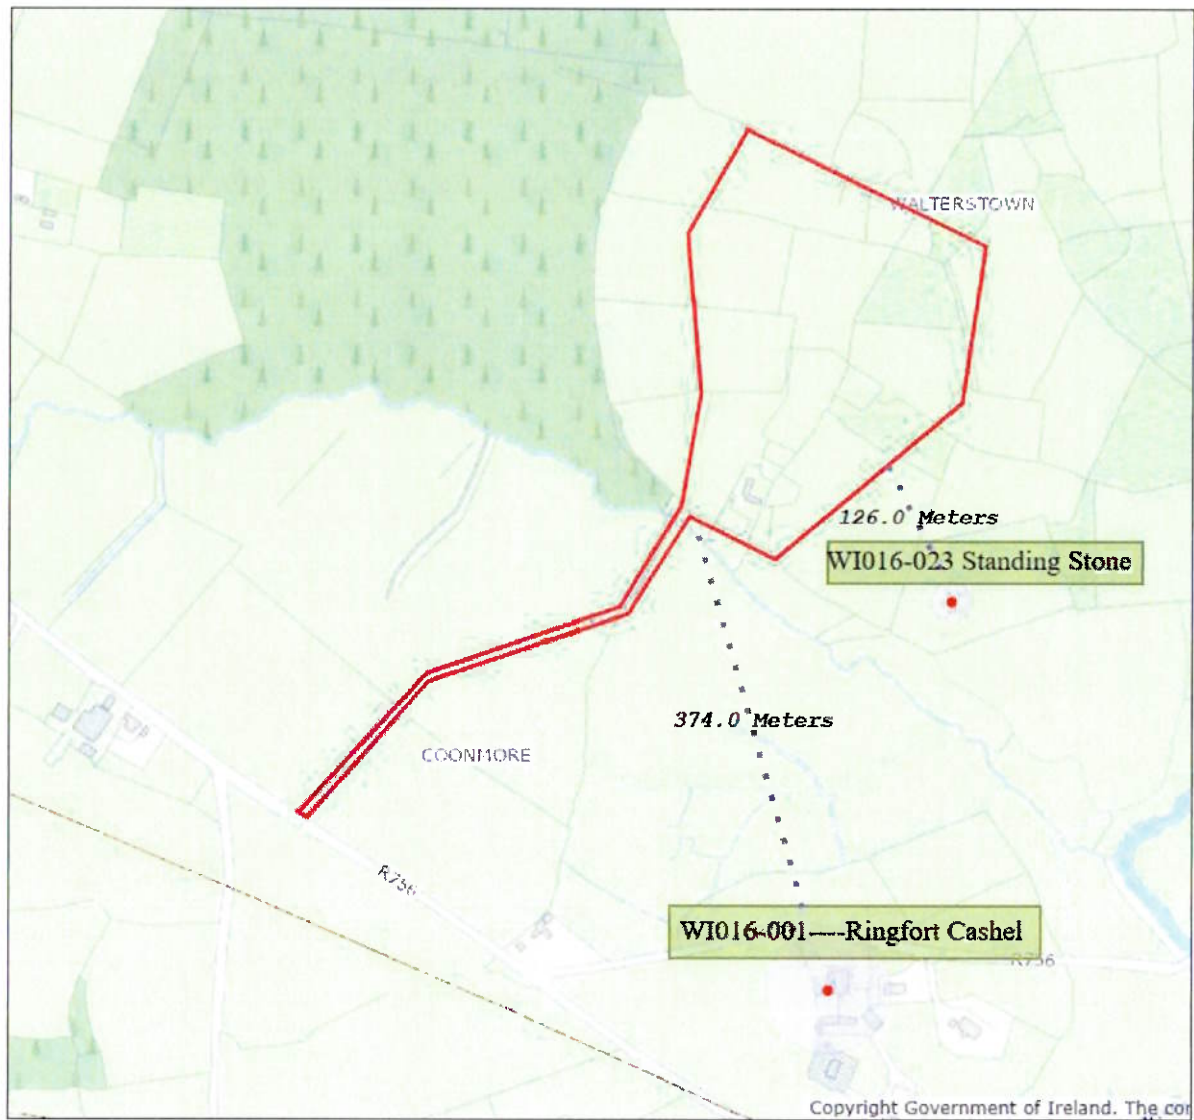 WALTERSTOWN
126.0 Meters
WI016-023 Standing Stone
374.0 Meters
COONMORE
R756
WI016-001----Ringfort Cashel
R756
Copyright Government of Ireland. The cor